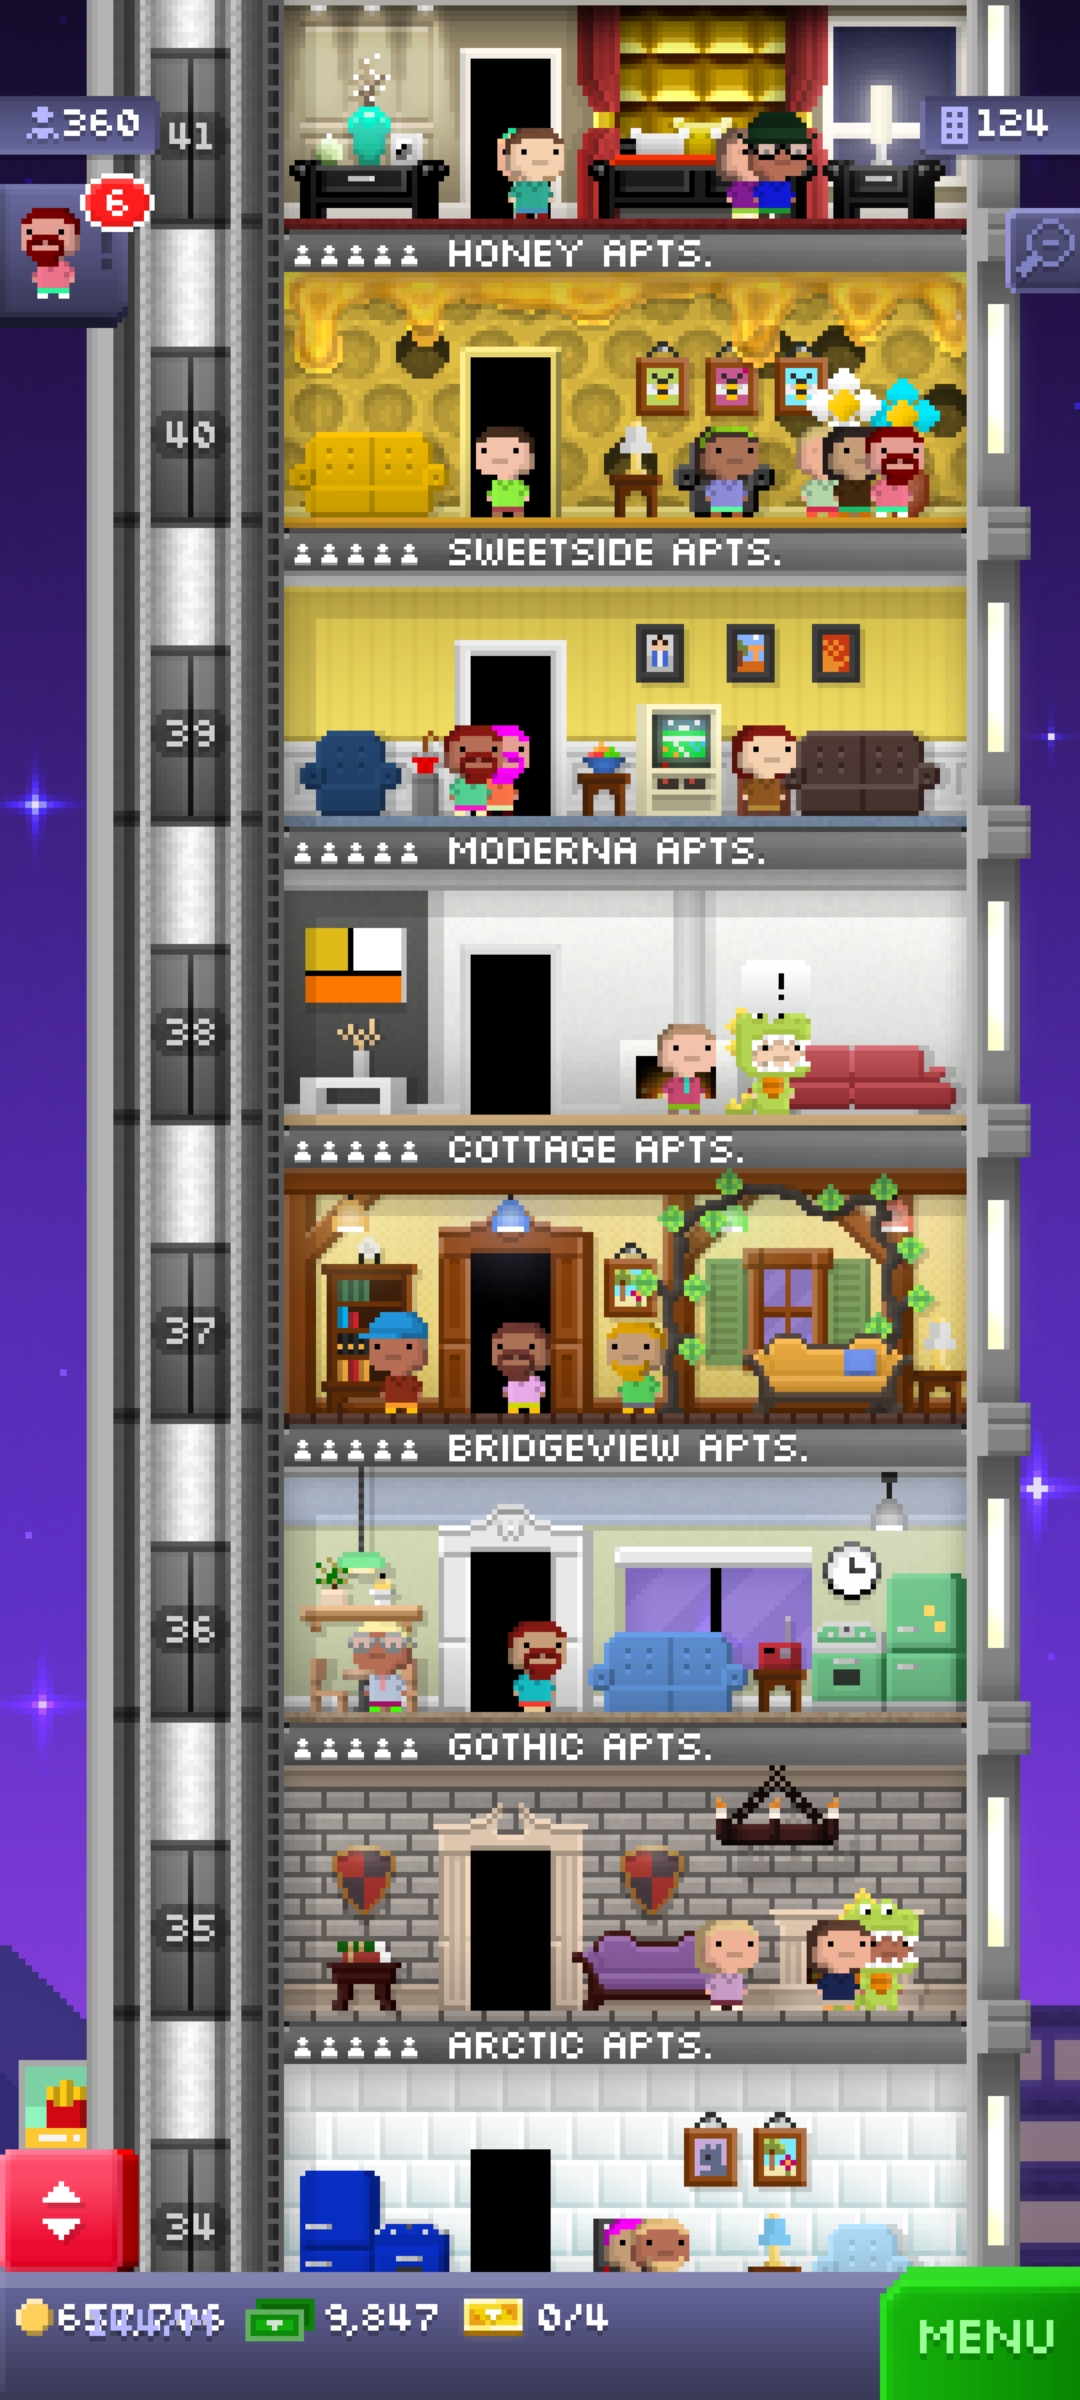 360
41
124
6
HONEY APTS.
40
SWEETSIDE APTS.
39
MODERNA APTS.
!
38
COTTAGE APTS.
37
BRIDGEVIEW APTS.
36
GOTHIC APTS.
35
ARCTIC APTS.
34
9,847 0/4
MENU